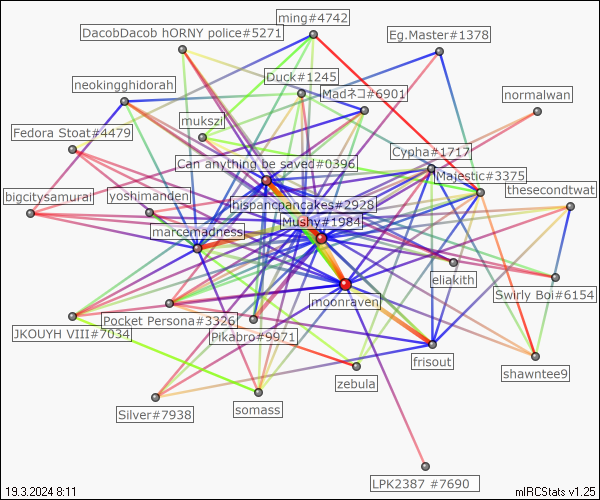 ming#4742
DacobDacob hORNY police#5271
Eg.Master#1378
Duck#1245
neokingghidorah
Madネコ#6901
normalwan
mukszi
Fedora Stoat#4479
Cypha#1717
Can anything be saved#0396
Majestic#3375
thesecondtwat
bigcitysamurai
yoshimanden
hispancpancakes#2928
Mushy#1984
marcemadness
eliakith
Swirly Boi#6154
moonraven
Pocket Persona#3326
JKOUYH VIII#7034
Pikabro#9971
frisout
shawntee9
zebula
Silver#7938
somass
LPK2387 #7690
19.3.2024 8:11
mIRCStats v1.25